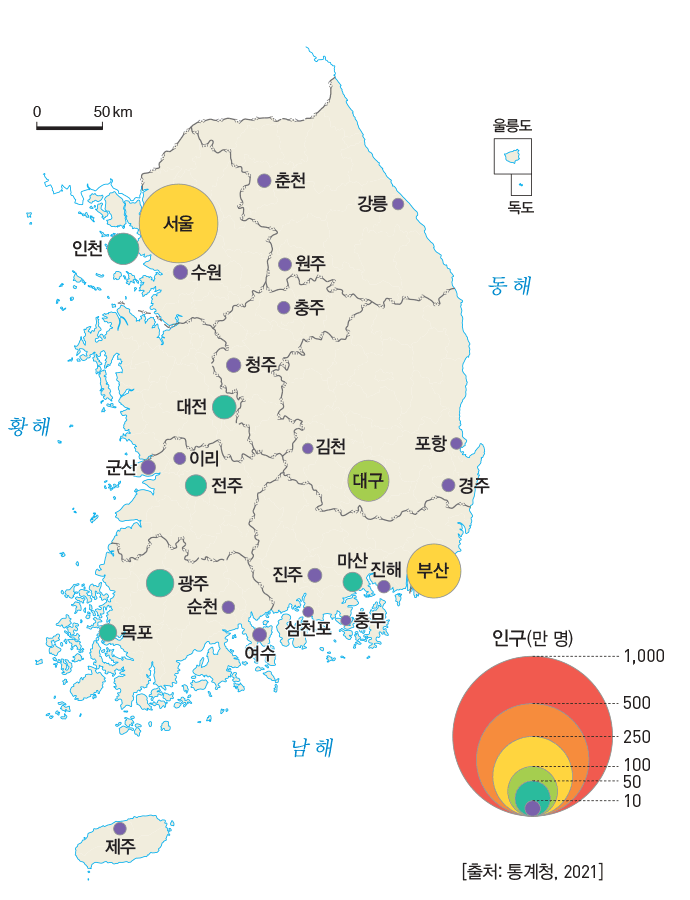 0 50 km
울릉도
독도
춘천
강릉
서울
인천
수원
원주
동해
충주
청주
대전
황해
김천
포항
군산
이리
대구
경주
전주
마산
진해
부산
진주
광주
순천
삼천포
충무
목포
여수
인구(만 명)
1,000
500
250
100
50
10
남해
제주
[출처: 통계청, 2021]